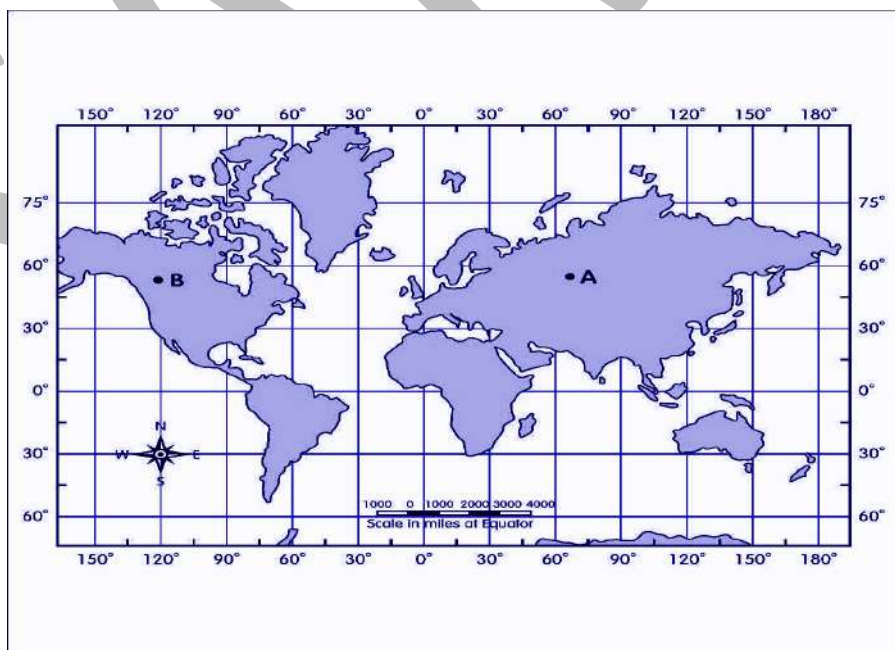 150° 120° 90° 60° 30° 0° 30° 60° 90° 120° 150° 180°
75° 75°
60° B A 60°
30° 30°
0° 0°
N
30° W E 30°
S
1000 0 1000 2000 3000 4000
60° Scale in miles at Equator 60°
150° 120° 90° 60° 30° 0° 30° 60° 90° 120° 150° 180°